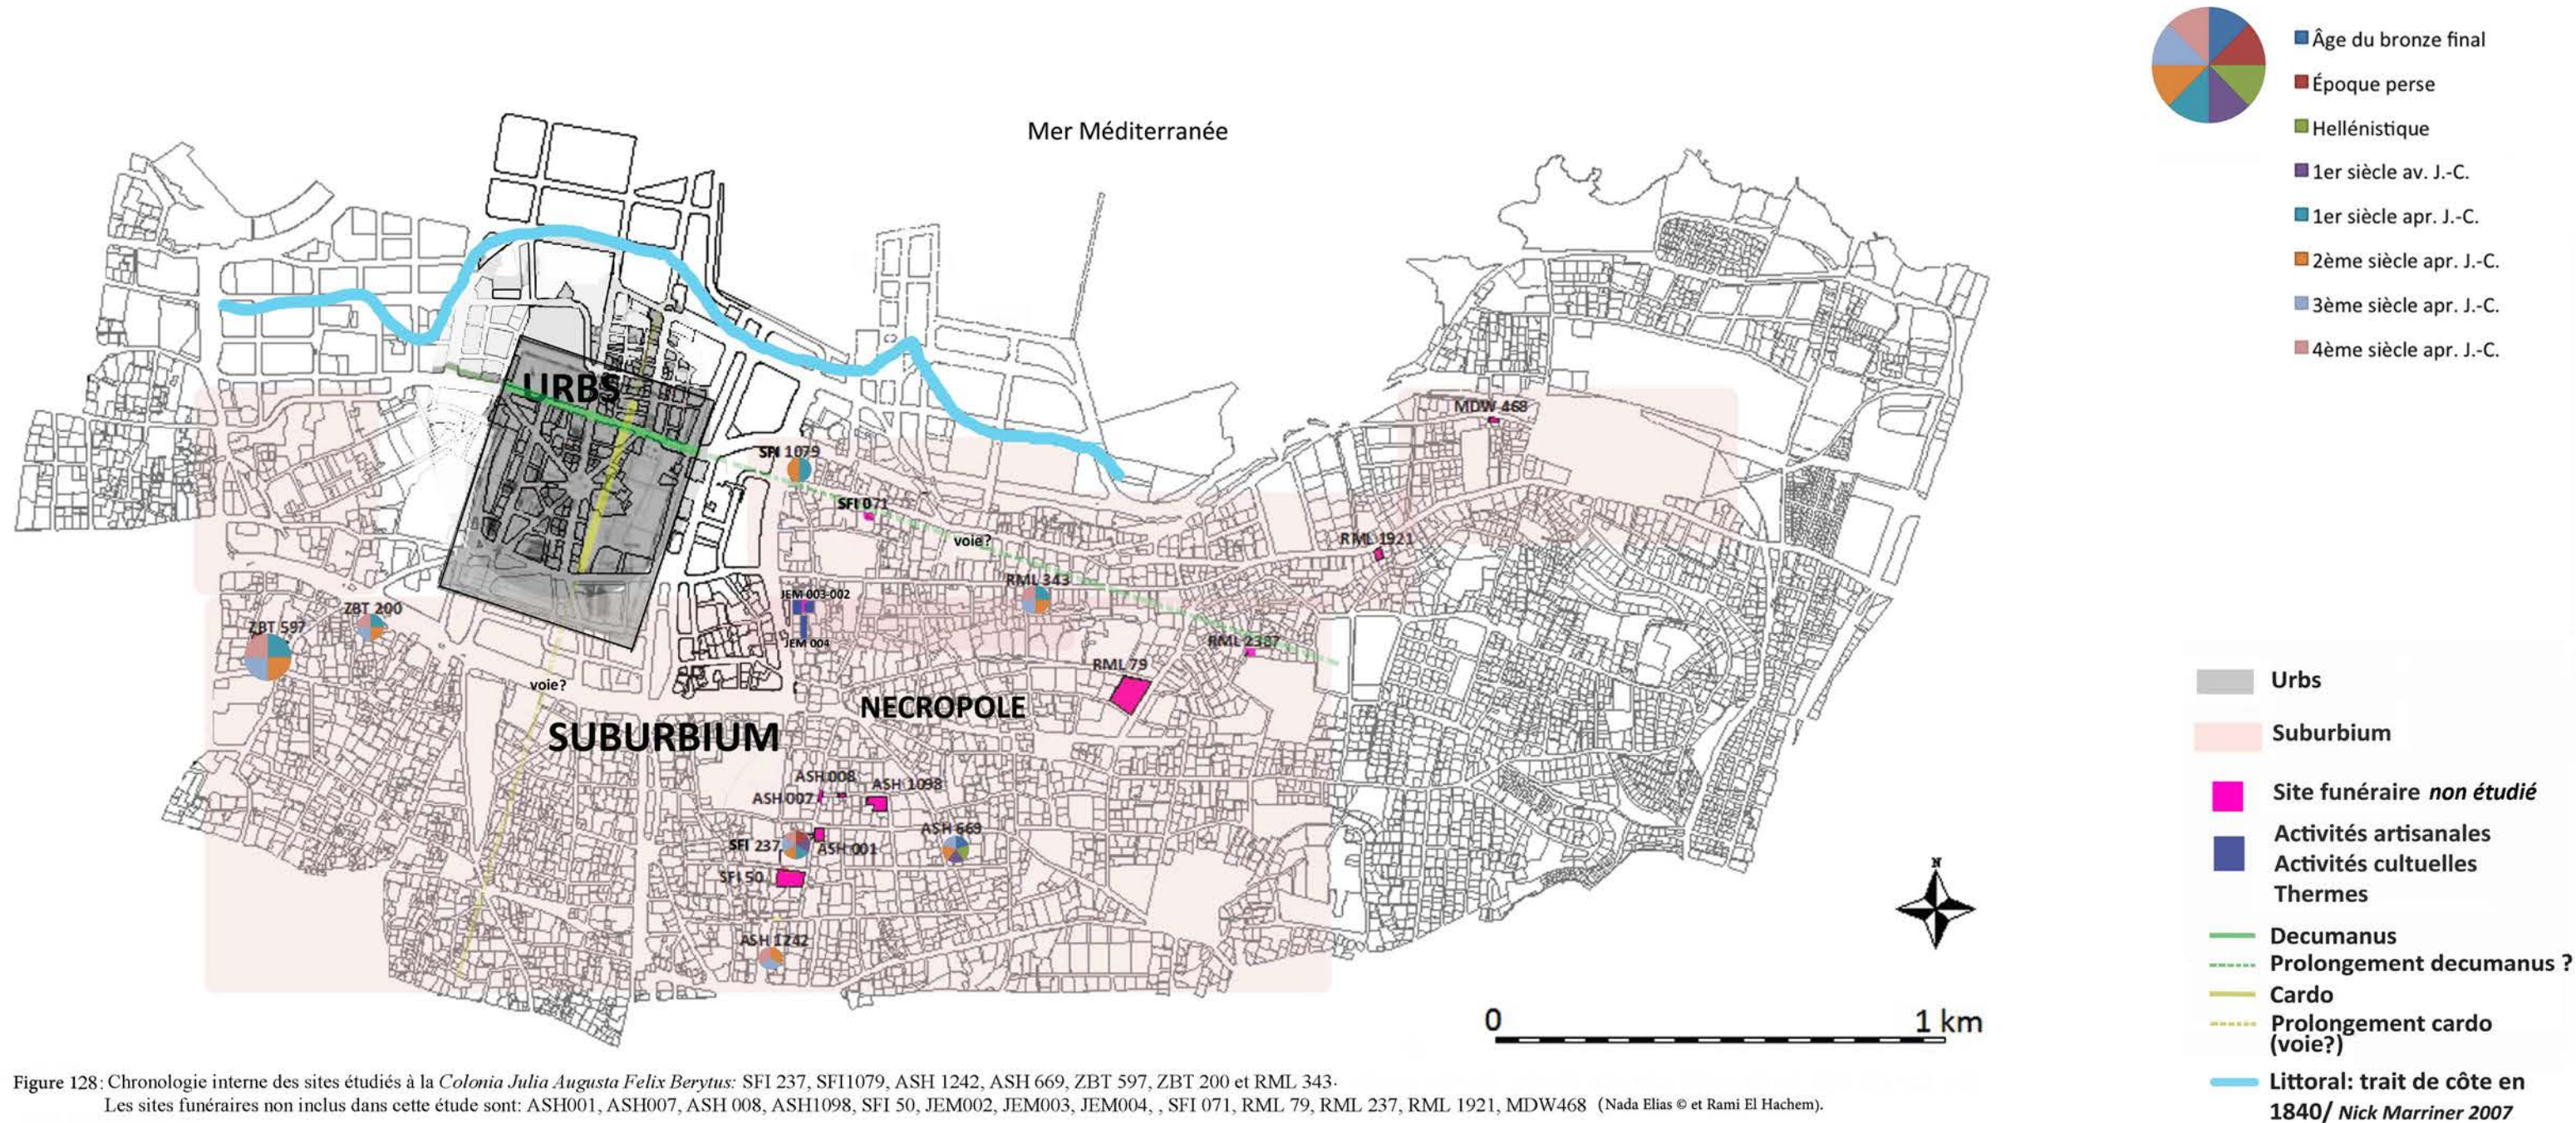 Âge du bronze final
Époque perse
Hellénistique
1er siècle av. J.-C.
1er siècle apr. J.-C.
2ème siècle apr. J.-C.
3ème siècle apr. J.-C.
4ème siècle apr. J.-C.
Mer Méditerranée
URBS
MDW 468
SFI 1079
SFI 071
voie?
RML 1921
RML 343
JEM 003-002
ZBT 200
ZBT 597
JEM 004
RML 2387
RML 79
voie?
NECROPOLE
SUBURBIUM
ASH 008
ASH 1098
ASH 007
ASH 669
SFI 237
ASH 001
SFI 50
ASH 1242
N
0
1 km
Urbs
Suburbium
Site funéraire non étudié
Activités artisanales
Activités cultuelles
Thermes
Decumanus
Prolongement decumanus ?
Cardo
Prolongement cardo
(voie?)
Littoral: trait de côte en
1840/ Nick Marriner 2007
Figure 128: Chronologie interne des sites étudiés à la Colonia Julia Augusta Felix Berytus: SFI 237, SFI1079, ASH 1242, ASH 669, ZBT 597, ZBT 200 et RML 343.
Les sites funéraires non inclus dans cette étude sont: ASH001, ASH007, ASH 008, ASH1098, SFI 50, JEM002, JEM003, JEM004, , SFI 071, RML 79, RML 237, RML 1921, MDW468 (Nada Elias © et Rami El Hachem).